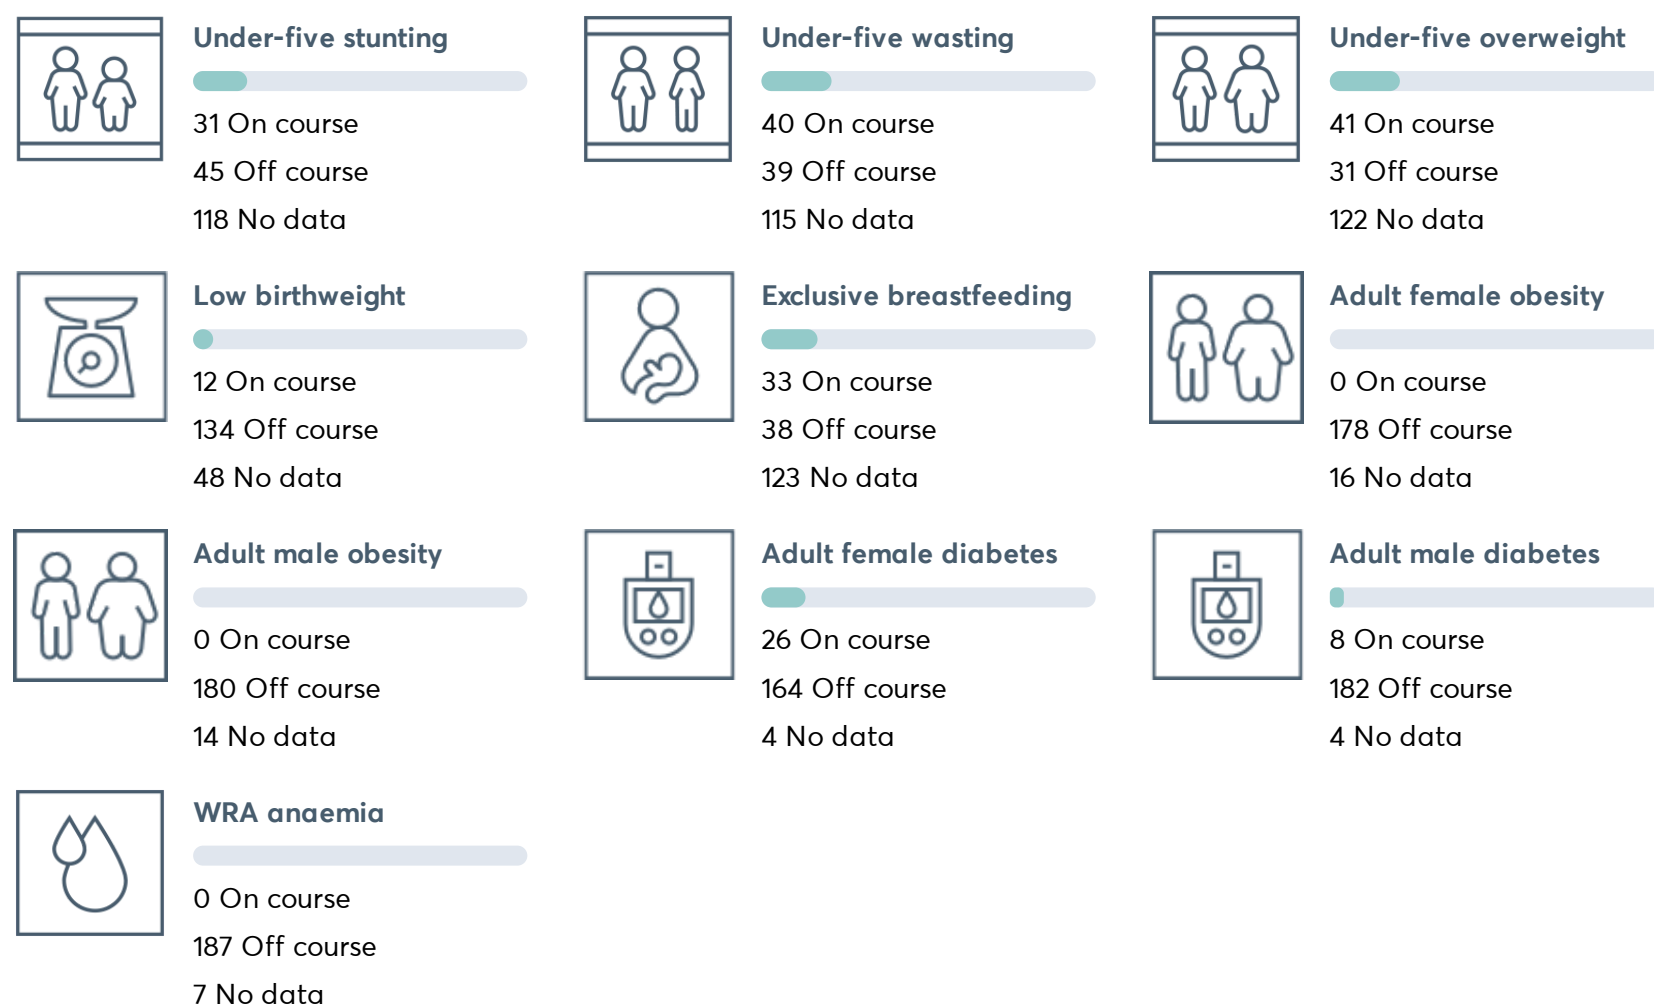 Under-five stunting
31 On course
45 Off course
118 No data
Under-five wasting
40 On course
39 Off course
115 No data
Under-five overweight
41 On course
31 Off course
122 No data
Low birthweight
12 On course
134 Off course
48 No data
Exclusive breastfeeding
33 On course
38 Off course
123 No data
Adult female obesity
0 On course
178 Off course
16 No data
Adult male obesity
0 On course
180 Off course
14 No data
Adult female diabetes
26 On course
164 Off course
4 No data
Adult male diabetes
8 On course
182 Off course
4 No data
WRA anaemia
0 On course
187 Off course
7 No data